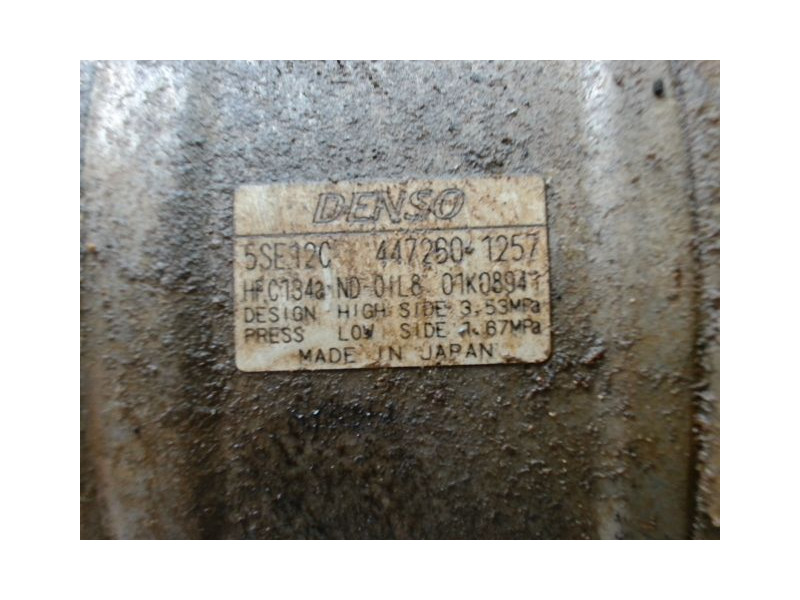 DENSO
5SE12C 447260-1257
HFC134a ND-OIL8 01K08941
DESIGN HIGH SIDE 3.53MPa
PRESS LOW SIDE 1.67MPa
MADE IN JAPAN